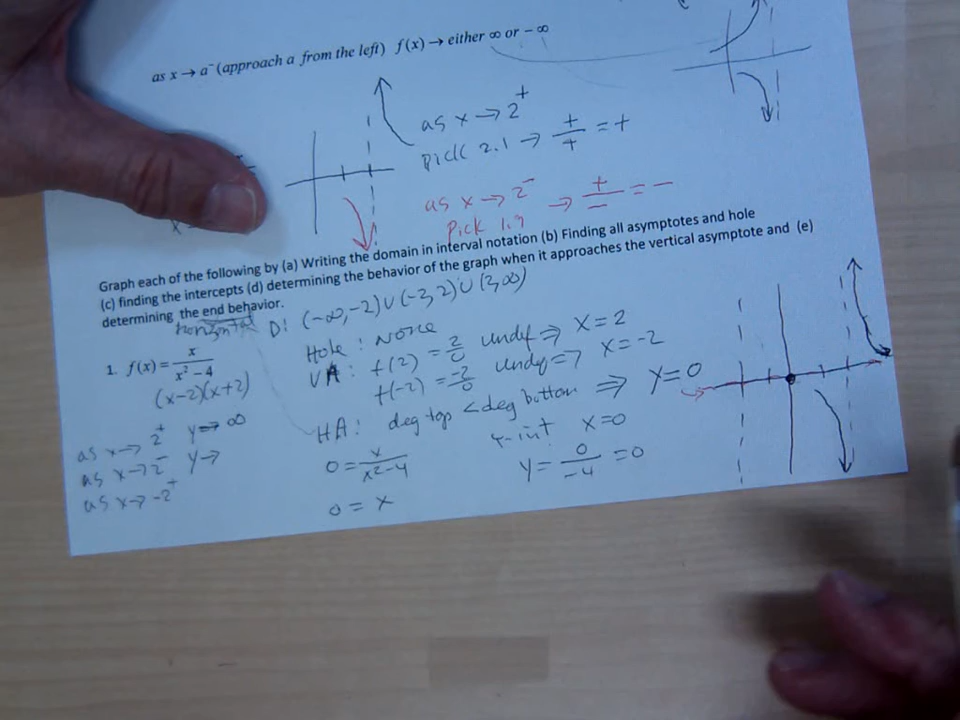 as x → a⁻ (approach a from the left) f(x) → either ∞ or − ∞
as x → 2⁺
pick 2.1 → +/+ = +
as x → 2⁻
Pick 1.9 → +/− = −
Graph each of the following by (a) Writing the domain in interval notation (b) Finding all asymptotes and hole
(c) finding the intercepts (d) determining the behavior of the graph when it approaches the vertical asymptote and (e)
determining the end behavior.
horizontal
D: (-∞,-2)∪(-2,2)∪(2,∞)
1. f(x) = x/(x² − 4)
(x-2)(x+2)
Hole: none
VA: f(2) = 2/0 undef ⇒ x = 2
f(-2) = -2/0 undef ⇒ x = -2
HA: deg top < deg bottom ⇒ y=0
as x → 2⁺ y → ∞
as x → 2⁻ y →
as x → -2⁺
0 = x/(x²-4)
0 = x
Y-int x=0
y = 0/-4 = 0